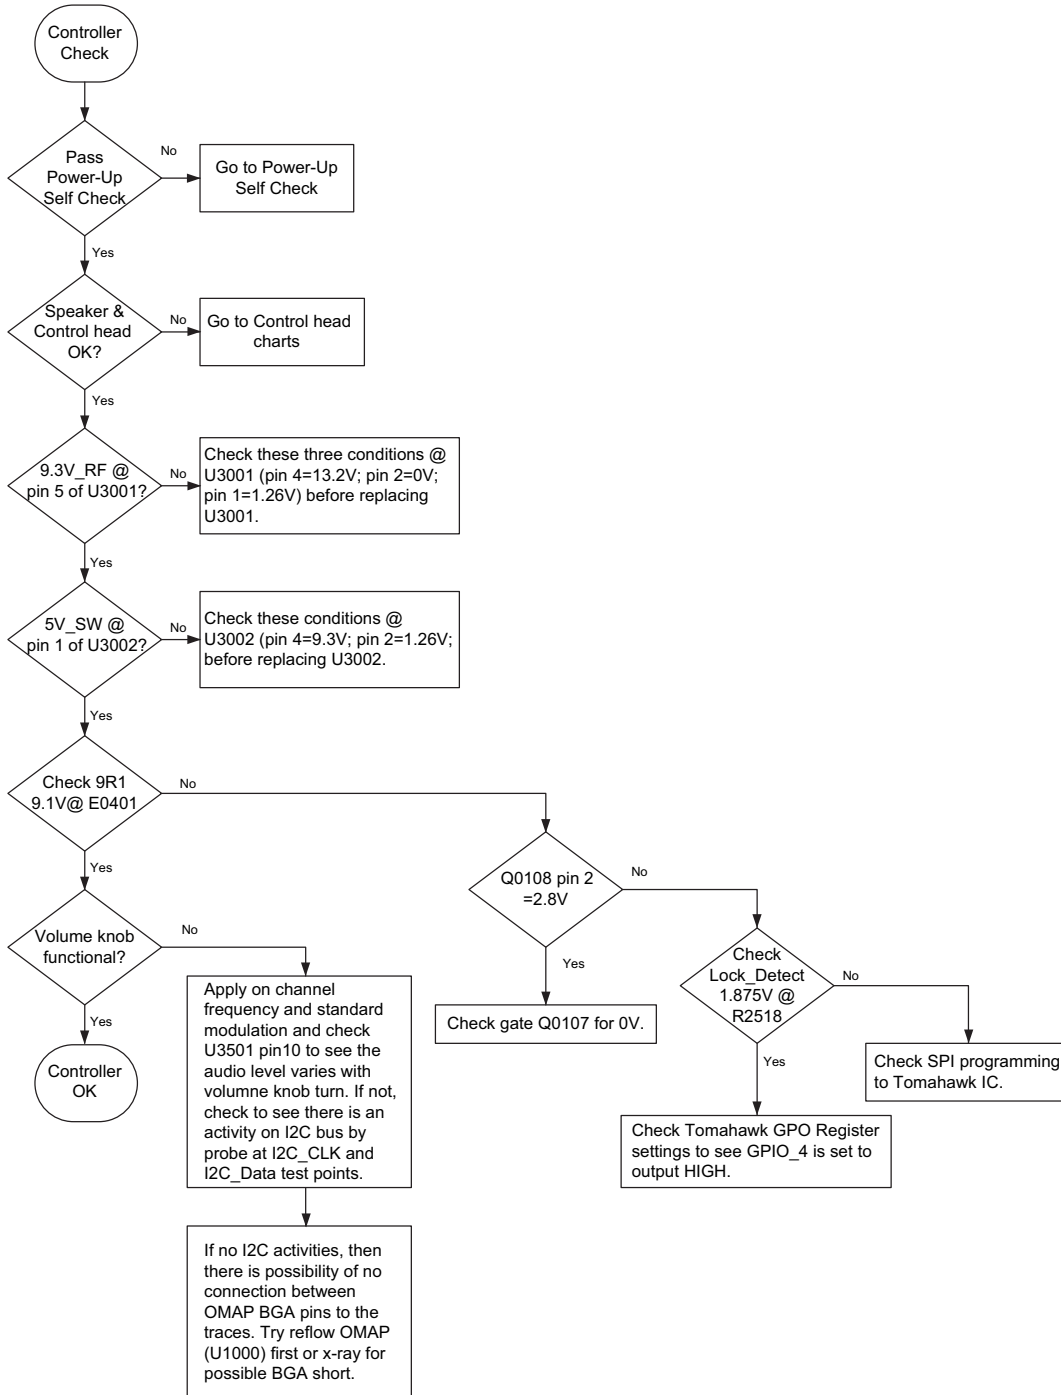 Controller
Check
Pass
Power-Up
Self Check
No
Go to Power-Up
Self Check
Yes
Speaker &
Control head
OK?
No
Go to Control head
charts
Yes
9.3V_RF @
pin 5 of U3001?
No
Check these three conditions @
U3001 (pin 4=13.2V; pin 2=0V;
pin 1=1.26V) before replacing
U3001.
Yes
5V_SW @
pin 1 of U3002?
No
Check these conditions @
U3002 (pin 4=9.3V; pin 2=1.26V;
before replacing U3002.
Yes
Check 9R1
9.1V@ E0401
No
Yes
Q0108 pin 2
=2.8V
No
Yes
Check gate Q0107 for 0V.
Check
Lock_Detect
1.875V @
R2518
No
Check SPI programming
to Tomahawk IC.
Yes
Check Tomahawk GPO Register
settings to see GPIO_4 is set to
output HIGH.
Volume knob
functional?
No
Yes
Controller
OK
Apply on channel
frequency and standard
modulation and check
U3501 pin10 to see the
audio level varies with
volumne knob turn. If not,
check to see there is an
activity on I2C bus by
probe at I2C_CLK and
I2C_Data test points.
If no I2C activities, then
there is possibility of no
connection between
OMAP BGA pins to the
traces. Try reflow OMAP
(U1000) first or x-ray for
possible BGA short.